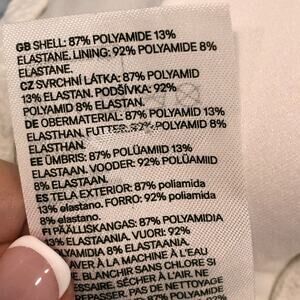 GB SHELL: 87% POLYAMIDE 13%
ELASTANE. LINING: 92% POLYAMIDE 8%
ELASTANE.
CZ SVRCHNÍ LÁTKA: 87% POLYAMID
13% ELASTAN. PODŠÍVKA: 92%
POLYAMID 8% ELASTAN.
DE OBERMATERIAL: 87% POLYAMID 13%
ELASTHAN. FUTTER: 92% POLYAMID 8%
ELASTHAN.
EE ÜMBRIS: 87% POLÜAMIID 13%
ELASTAAN. VOODER: 92% POLÜAMIID
8% ELASTAAN.
ES TELA EXTERIOR: 87% poliamida
13% elastano. FORRO: 92% poliamida
8% elastano.
FI PÄÄLLISKANGAS: 87% POLYAMIDIA
13% ELASTAANIA, VUORI: 92%
POLYAMIDIA 8% ELASTAANIA.
LAVER À LA MACHINE À L'EAU
BLANCHIR SANS CHLORE SI
SÉCHER À L'AIR. NE
REPASSER. PAS DE NETTOYAGE